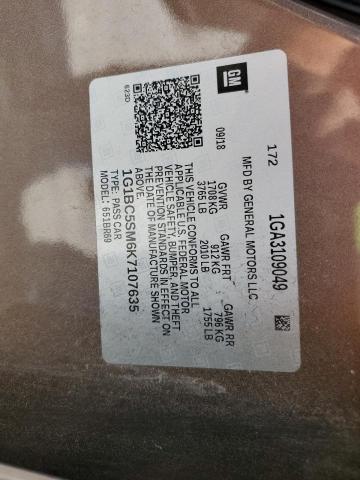 GM
172
1GA3109049
09/18
MFD BY GENERAL MOTORS LLC
GVWR GAWR FRT GAWR RR
1708 KG 912 KG 796 KG
3765 LB 2010 LB 1755 LB
THIS VEHICLE CONFORMS TO ALL
APPLICABLE U.S. FEDERAL MOTOR
VEHICLE SAFETY, BUMPER, AND THEFT
PREVENTION STANDARDS IN EFFECT ON
THE DATE OF MANUFACTURE SHOWN
ABOVE.
1G1BC5SM6K7107635
TYPE: PASS CAR
MODEL: 651BR69
623D